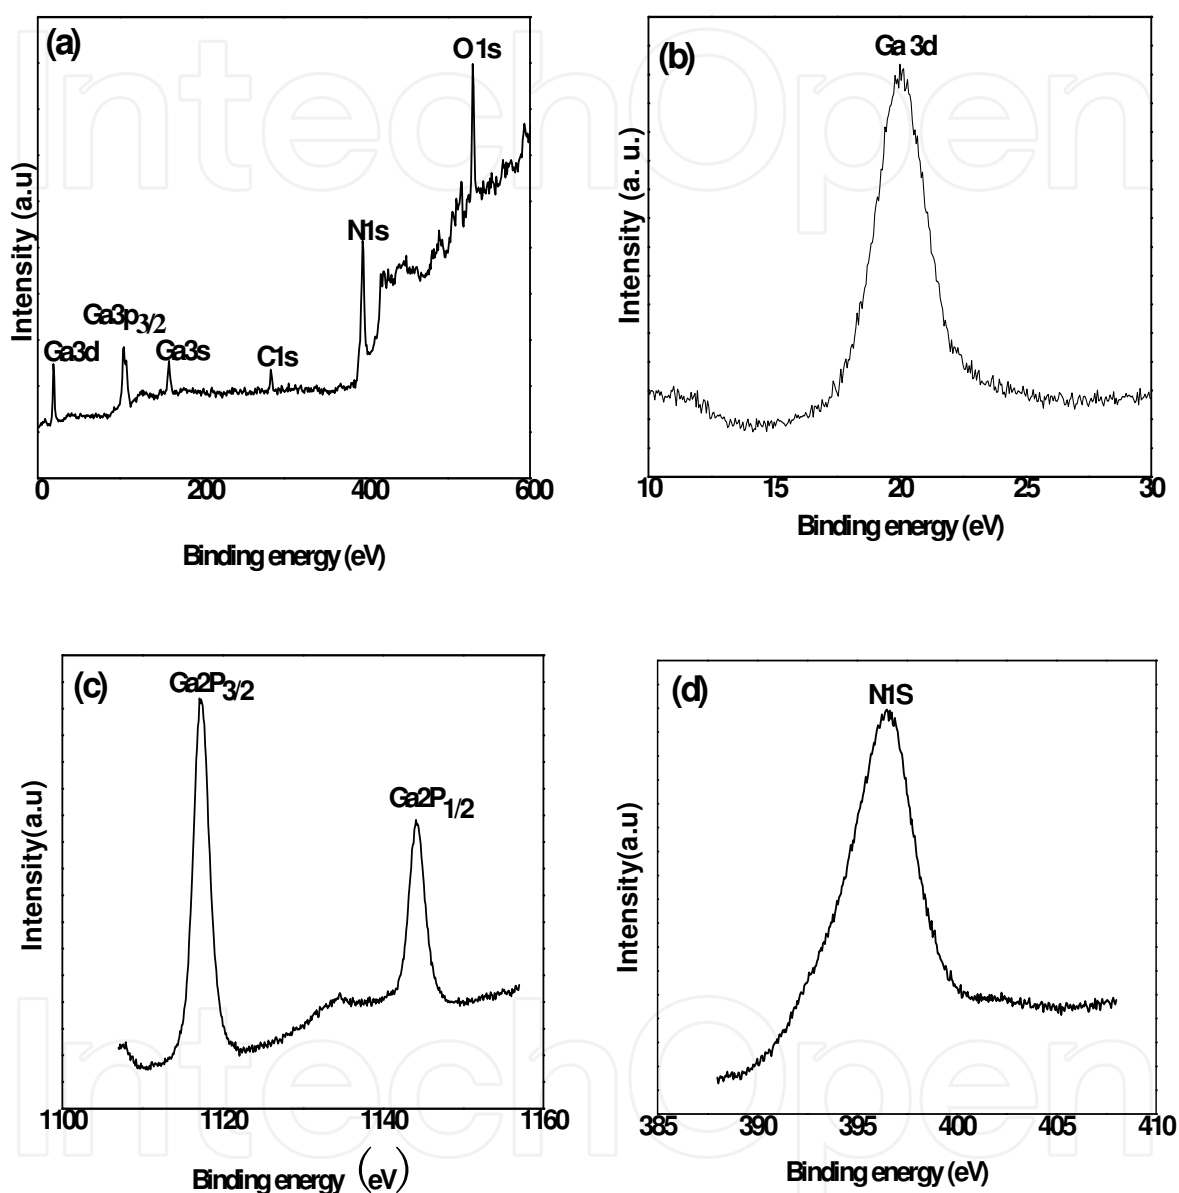 (a)
O1s
N1s
Ga3p3/2
Ga3d
Ga3s
C1s
Intensity (a.u)
0 200 400 600
Binding energy (eV)
(b)
Ga 3d
Intensity (a. u.)
10 15 20 25 30
Binding energy (eV)
(c)
Ga2P3/2
Ga2P1/2
Intensity(a.u)
1100 1120 1140 1160
Binding energy (eV)
(d)
N1S
Intensity(a.u)
385 390 395 400 405 410
Binding energy (eV)
IntechOpen
IntechOpen